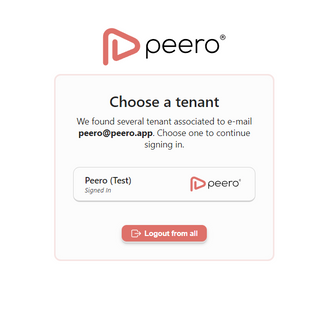 peero®
Choose a tenant
We found several tenant associated to e-mail
peero@peero.app. Choose one to continue
signing in.
Peero (Test)
Signed In
peero®
Logout from all